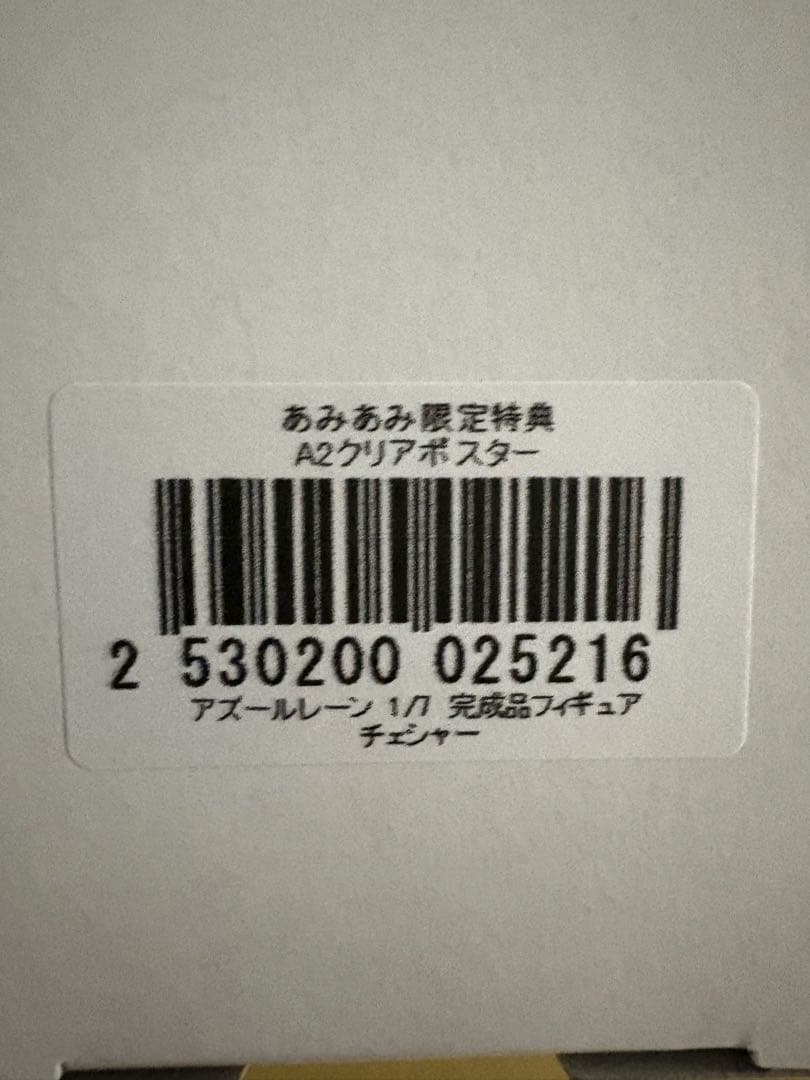 あみあみ限定特典
A2クリアポスター
2 530200 025216
アズールレーン 1/7 完成品フィギュア
チェシャー